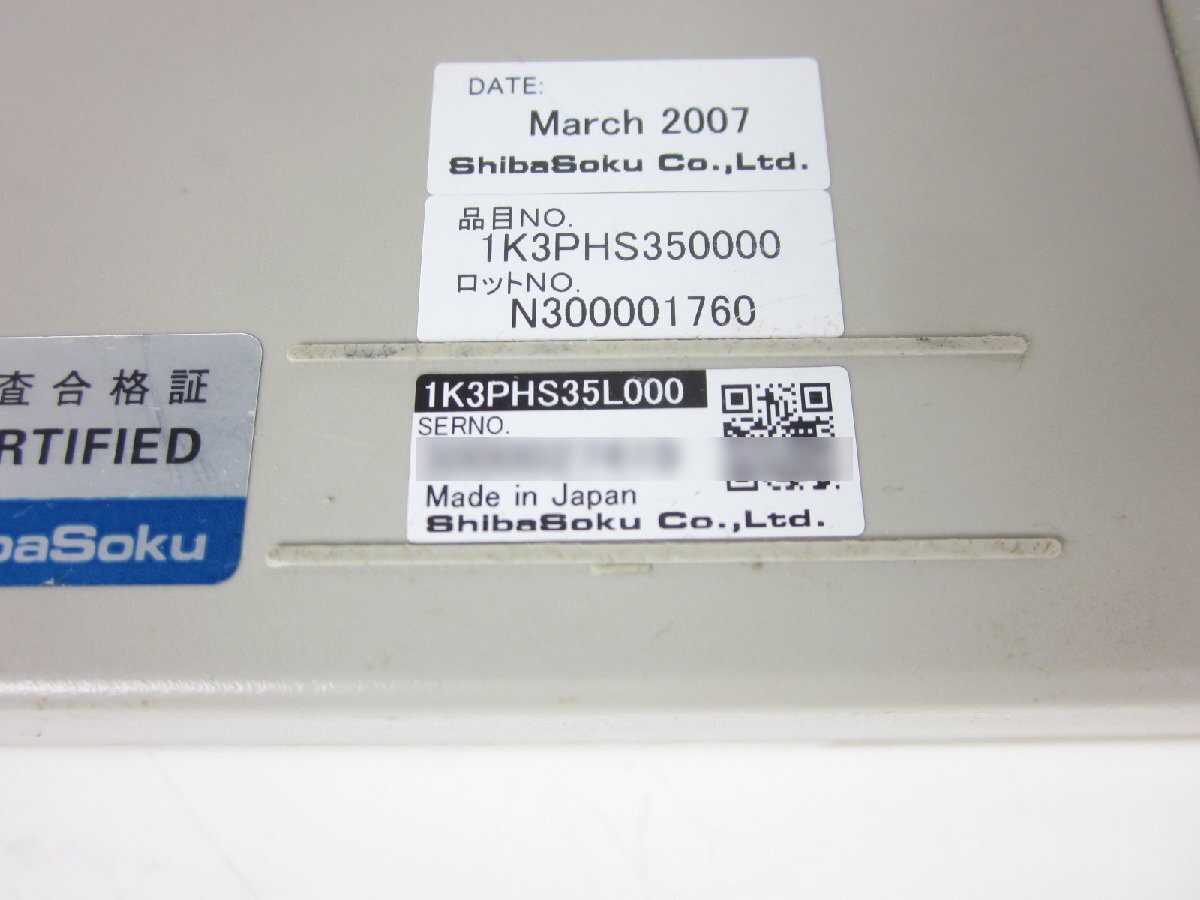 DATE:
March 2007
ShibaSoku Co.,Ltd.
品目NO.
1K3PHS350000
ロットNO.
N300001760
査合格証
RTIFIED
baSoku
1K3PHS35L000
SERNO.
Made in Japan
ShibaSoku Co.,Ltd.